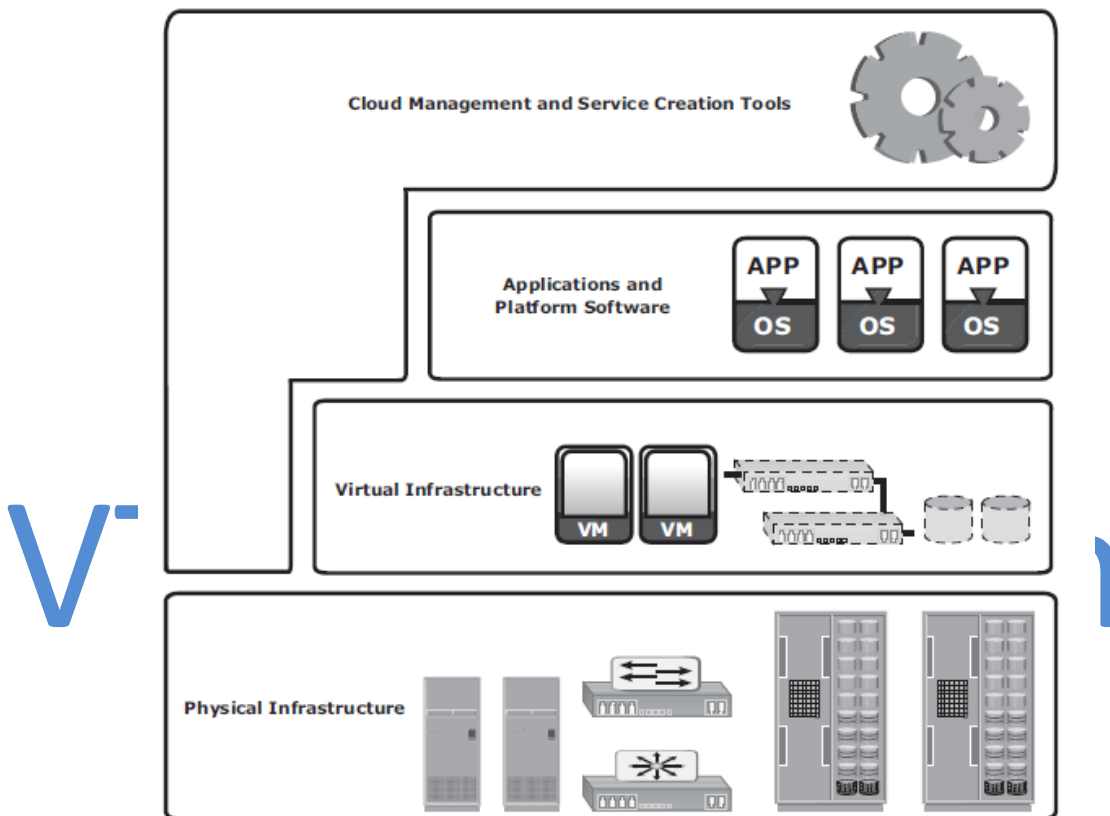 Cloud Management and Service Creation Tools
Applications and
Platform Software
APP
APP
APP
OS
OS
OS
Virtual Infrastructure
VM
VM
Physical Infrastructure